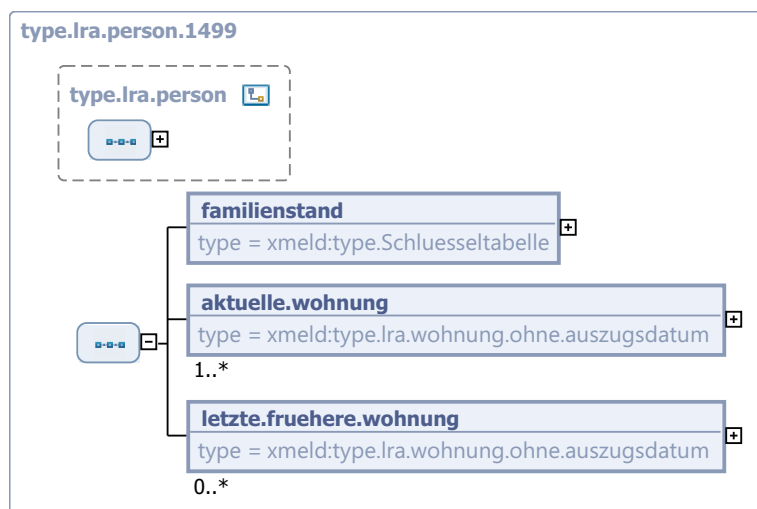 type.lra.person.1499
type.lra.person
familienstand
type = xmeld:type.Schluesseltabelle
aktuelle.wohnung
type = xmeld:type.lra.wohnung.ohne.auszugsdatum
1..*
letzte.fruehere.wohnung
type = xmeld:type.lra.wohnung.ohne.auszugsdatum
0..*